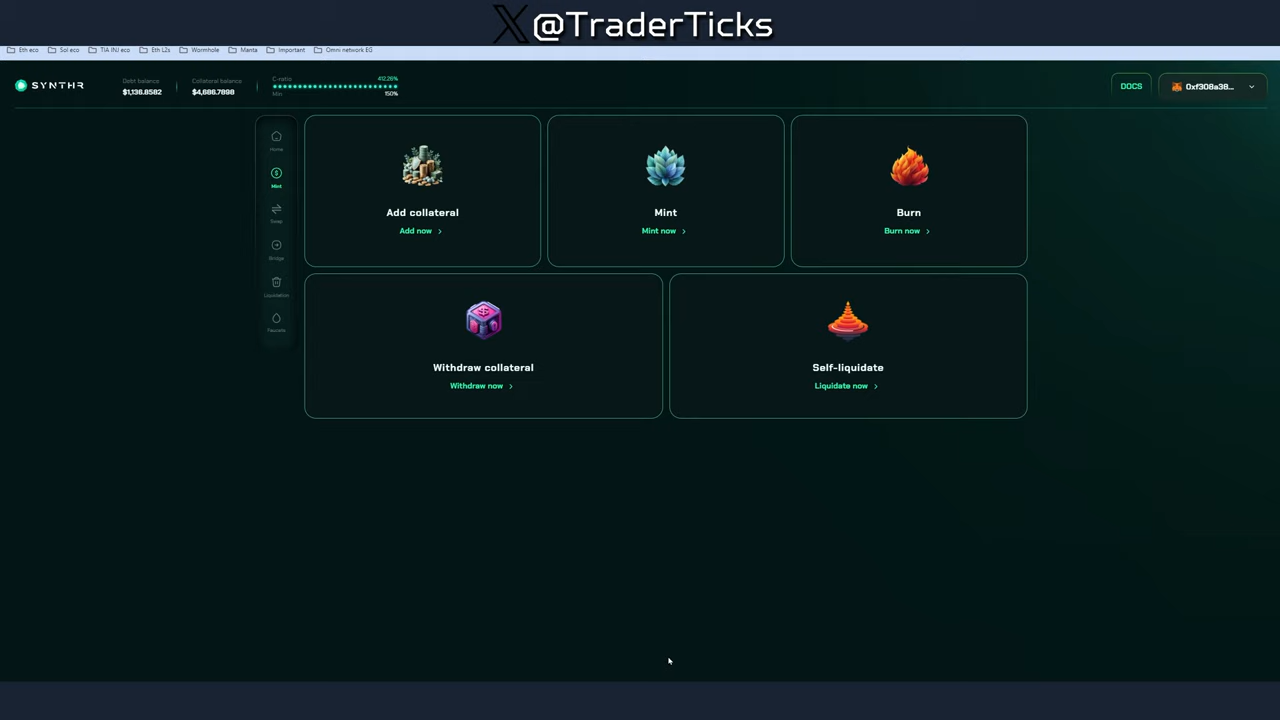 X @TraderTicks
Eth eco Sol eco TIA INJ eco Eth L2s Wormhole Manta Important Omni network EG
SYNTHR
Debt balance
$1,136.8582
Collateral balance
$4,686.7898
C-ratio 412.26%
Min 150%
DOCS
0xf308a38...
Home
Mint
Swap
Bridge
Liquidation
Faucets
Add collateral
Add now
Mint
Mint now
Burn
Burn now
Withdraw collateral
Withdraw now
Self-liquidate
Liquidate now